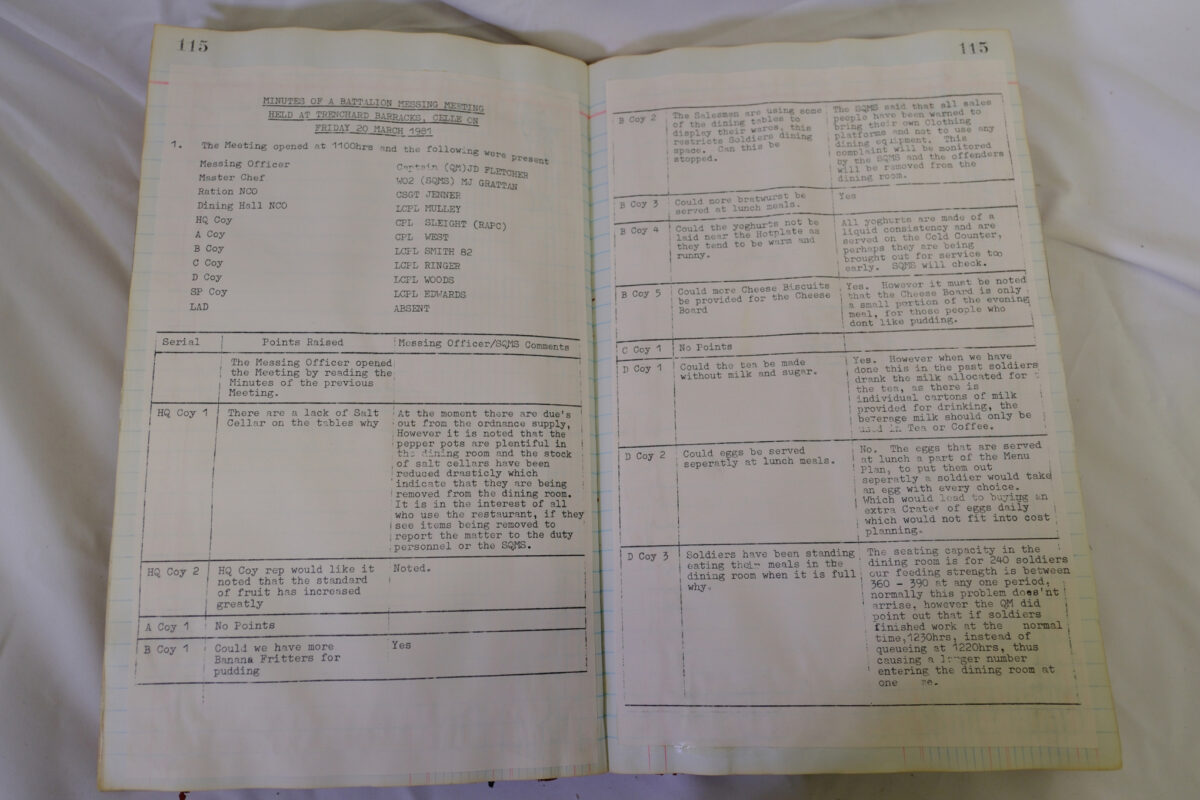 115
MINUTES OF A BATTALION MESSING MEETING
HELD AT TRENCHARD BARRACKS, CELLE ON
FRIDAY 20 MARCH 1981
1. The Meeting opened at 1100hrs and the following were present
Messing Officer Captain (QM)JD FLETCHER
Master Chef WO2 (SQMS) MJ GRATTAN
Ration NCO CSGT JENNER
Dining Hall NCO LCPL MULLEY
HQ Coy CPL SLEIGHT (RAPC)
A Coy CPL WEST
B Coy LCPL SMITH 82
C Coy LCPL RINGER
D Coy LCPL WOODS
SP Coy LCPL EDWARDS
LAD ABSENT
Serial Points Raised Messing Officer/SQMS Comments
The Messing Officer opened
the Meeting by reading the
Minutes of the previous
Meeting.
HQ Coy 1
There are a lack of Salt
Cellar on the tables why
At the moment there are due's
out from the ordnance supply,
However it is noted that the
pepper pots are plentiful in
the dining room and the stock
of salt cellars have been
reduced drasticly which
indicate that they are being
removed from the dining room.
It is in the interest of all
who use the restaurant, if they
see items being removed to
report the matter to the duty
personnel or the SQMS.
HQ Coy 2
HQ Coy rep would like it
noted that the standard
of fruit has increased
greatly
Noted.
A Coy 1 No Points
B Coy 1
Could we have more
Banana Fritters for
pudding
Yes
115
B Coy 2
The Salesmen are using some
of the dining tables to
display their wares, this
restricts Soldiers dining
space. Can this be
stopped.
The SQMS said that all sales
people have been warned to
bring their own Clothing
platforms and not to use any
dining equipment. This
complaint will be monitored
by the SQMS and the offenders
will be removed from the
dining room.
B Coy 3
Could more bratwurst be
served at lunch meals.
Yes
B Coy 4
Could the yoghurts not be
laid near the Hotplate as
they tend to be warm and
runny.
All yoghurts are made of a
liquid consistency and are
served on the Cold Counter,
perhaps they are being
brought out for service too
early. SQMS will check.
B Coy 5
Could more Cheese Biscuits
be provided for the Cheese
Board
Yes. However it must be noted
that the Cheese Board is only
a small portion of the evening
meal, for those people who
dont like pudding.
C Coy 1 No Points
D Coy 1
Could the tea be made
without milk and sugar.
Yes. However when we have
done this in the past soldiers
drank the milk allocated for
the tea, as there is
individual cartons of milk
provided for drinking, the
beverage milk should only be
used in Tea or Coffee.
D Coy 2
Could eggs be served
seperatly at lunch meals.
No. The eggs that are served
at lunch a part of the Menu
Plan, to put them out
seperatly a soldier would take
an egg with every choice.
Which would lead to buying an
extra Crater of eggs daily
which would not fit into cost
planning.
D Coy 3
Soldiers have been standing
eating their meals in the
dining room when it is full
why.
The seating capacity in the
dining room is for 240 soldiers
our feeding strength is between
360 - 390 at any one period,
normally this problem does'nt
arrise, however the QM did
point out that if soldiers
finished work at the normal
time,1230hrs, instead of
queueing at 1220hrs, thus
causing a larger number
entering the dining room at
one